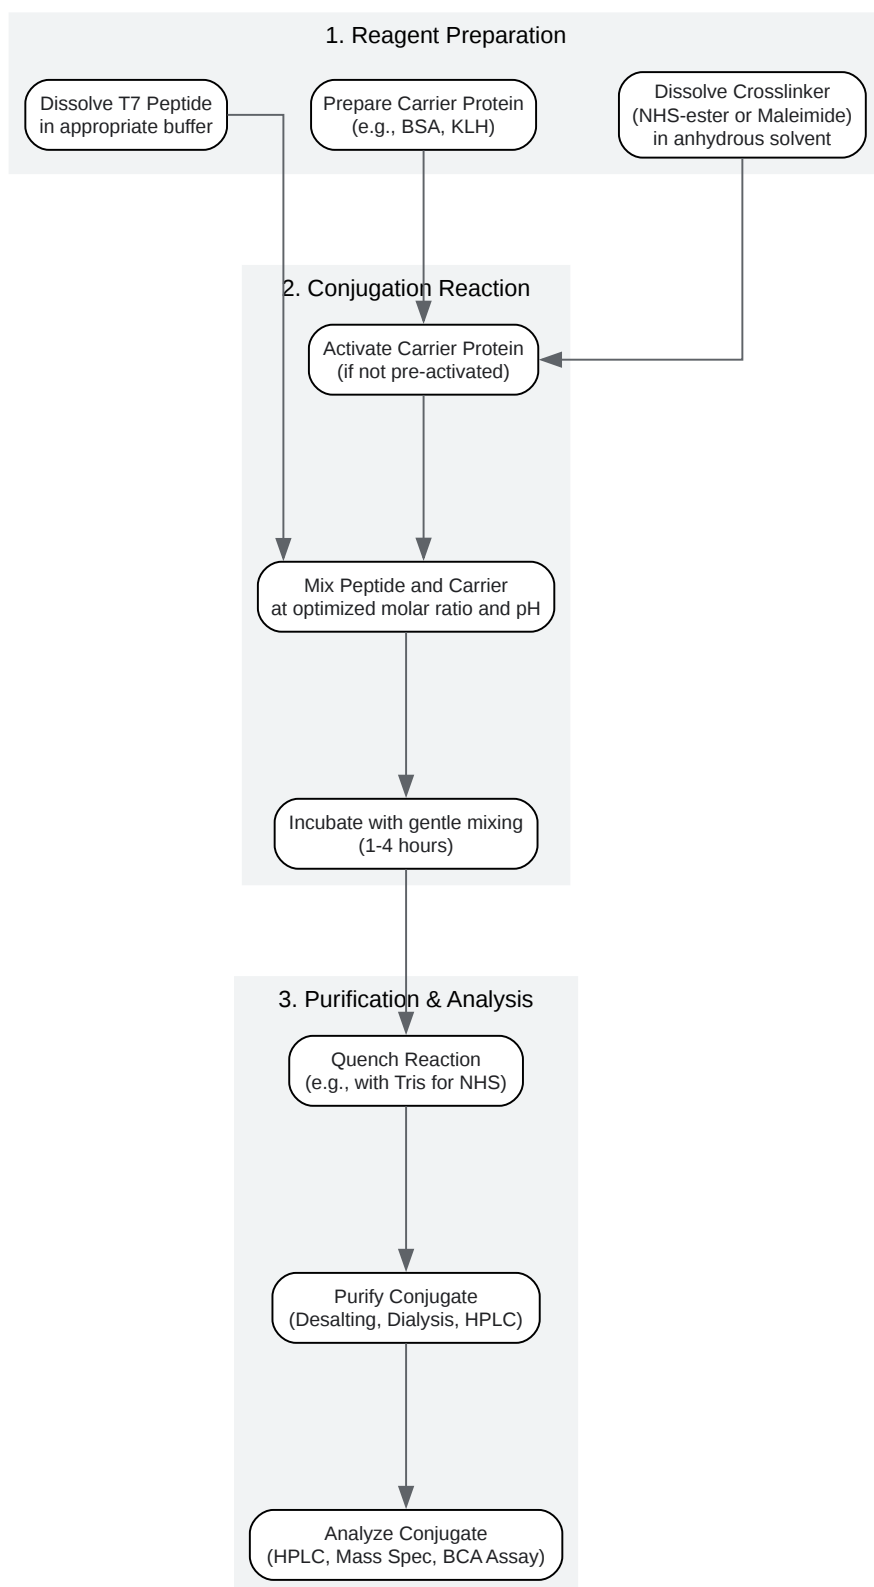 1. Reagent Preparation
Dissolve T7 Peptide
in appropriate buffer
Prepare Carrier Protein
(e.g., BSA, KLH)
Dissolve Crosslinker
(NHS-ester or Maleimide)
in anhydrous solvent
2. Conjugation Reaction
Activate Carrier Protein
(if not pre-activated)
Mix Peptide and Carrier
at optimized molar ratio and pH
Incubate with gentle mixing
(1-4 hours)
3. Purification & Analysis
Quench Reaction
(e.g., with Tris for NHS)
Purify Conjugate
(Desalting, Dialysis, HPLC)
Analyze Conjugate
(HPLC, Mass Spec, BCA Assay)